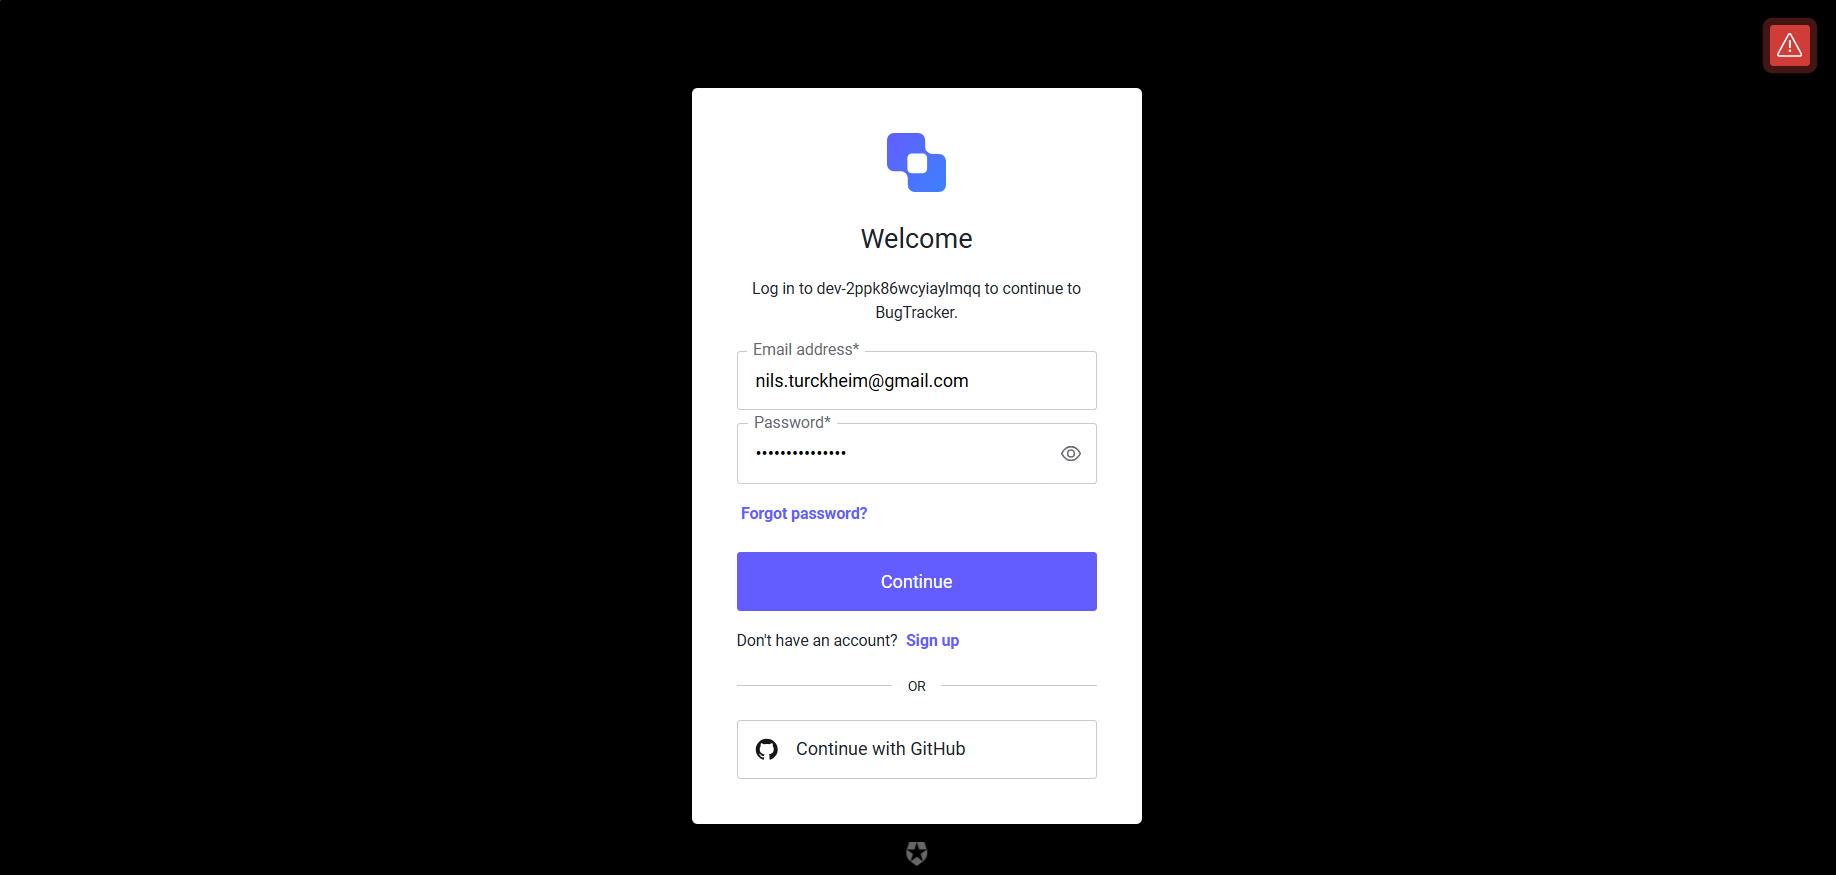 Welcome
Log in to dev-2ppk86wcyiaylmqq to continue to
BugTracker.
Email address*
nils.turckheim@gmail.com
Password*
•••••••••••••••
Forgot password?
Continue
Don't have an account? Sign up
OR
Continue with GitHub